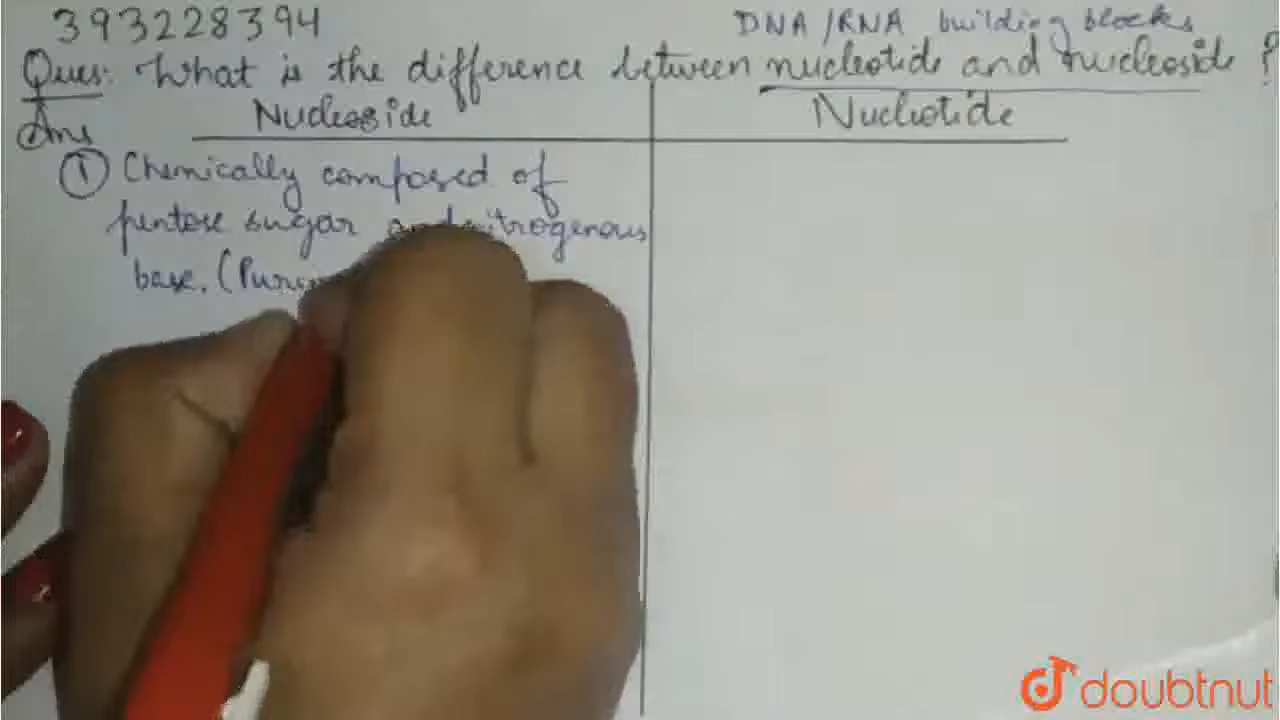 393228394
DNA/RNA building blocks
Ques: What is the difference between nucleotide and nucleoside?
Ans
Nucleoside
Nucleotide
① Chemically composed of
pentose sugar and nitrogenous
base. (
doubtnut